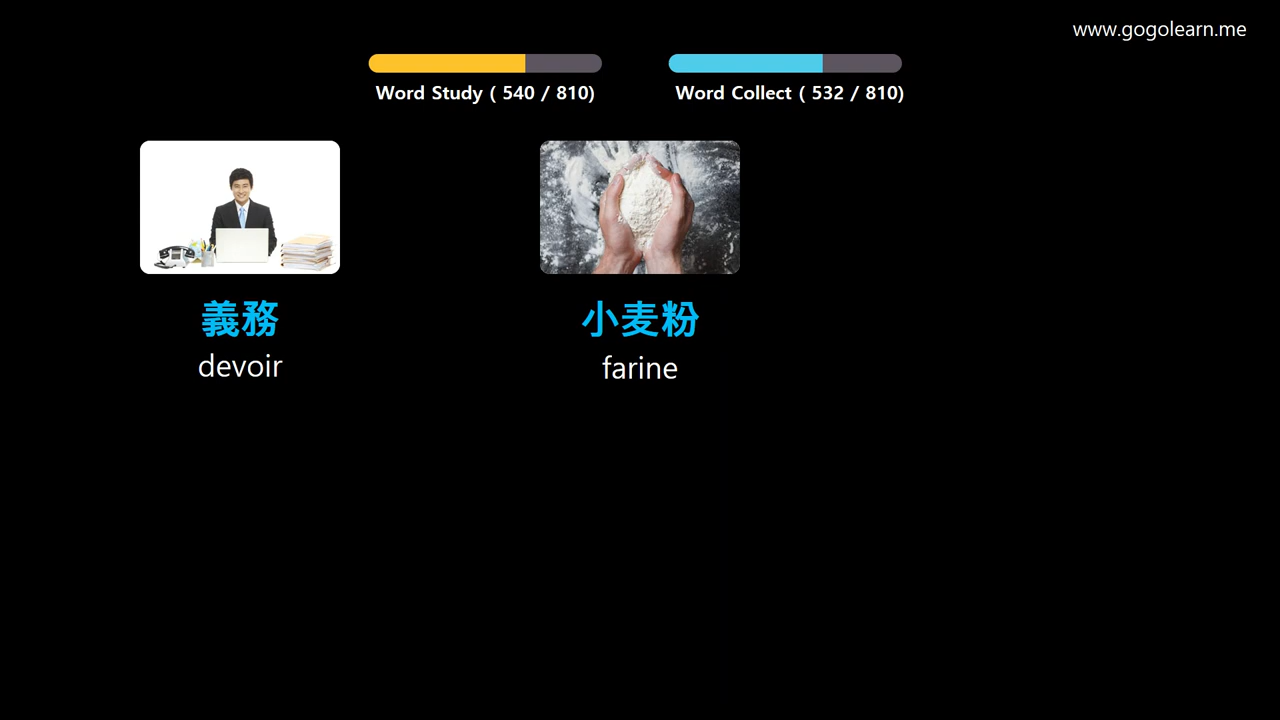 www.gogolearn.me
Word Study ( 540 / 810)
Word Collect ( 532 / 810)
義務
devoir
小麦粉
farine